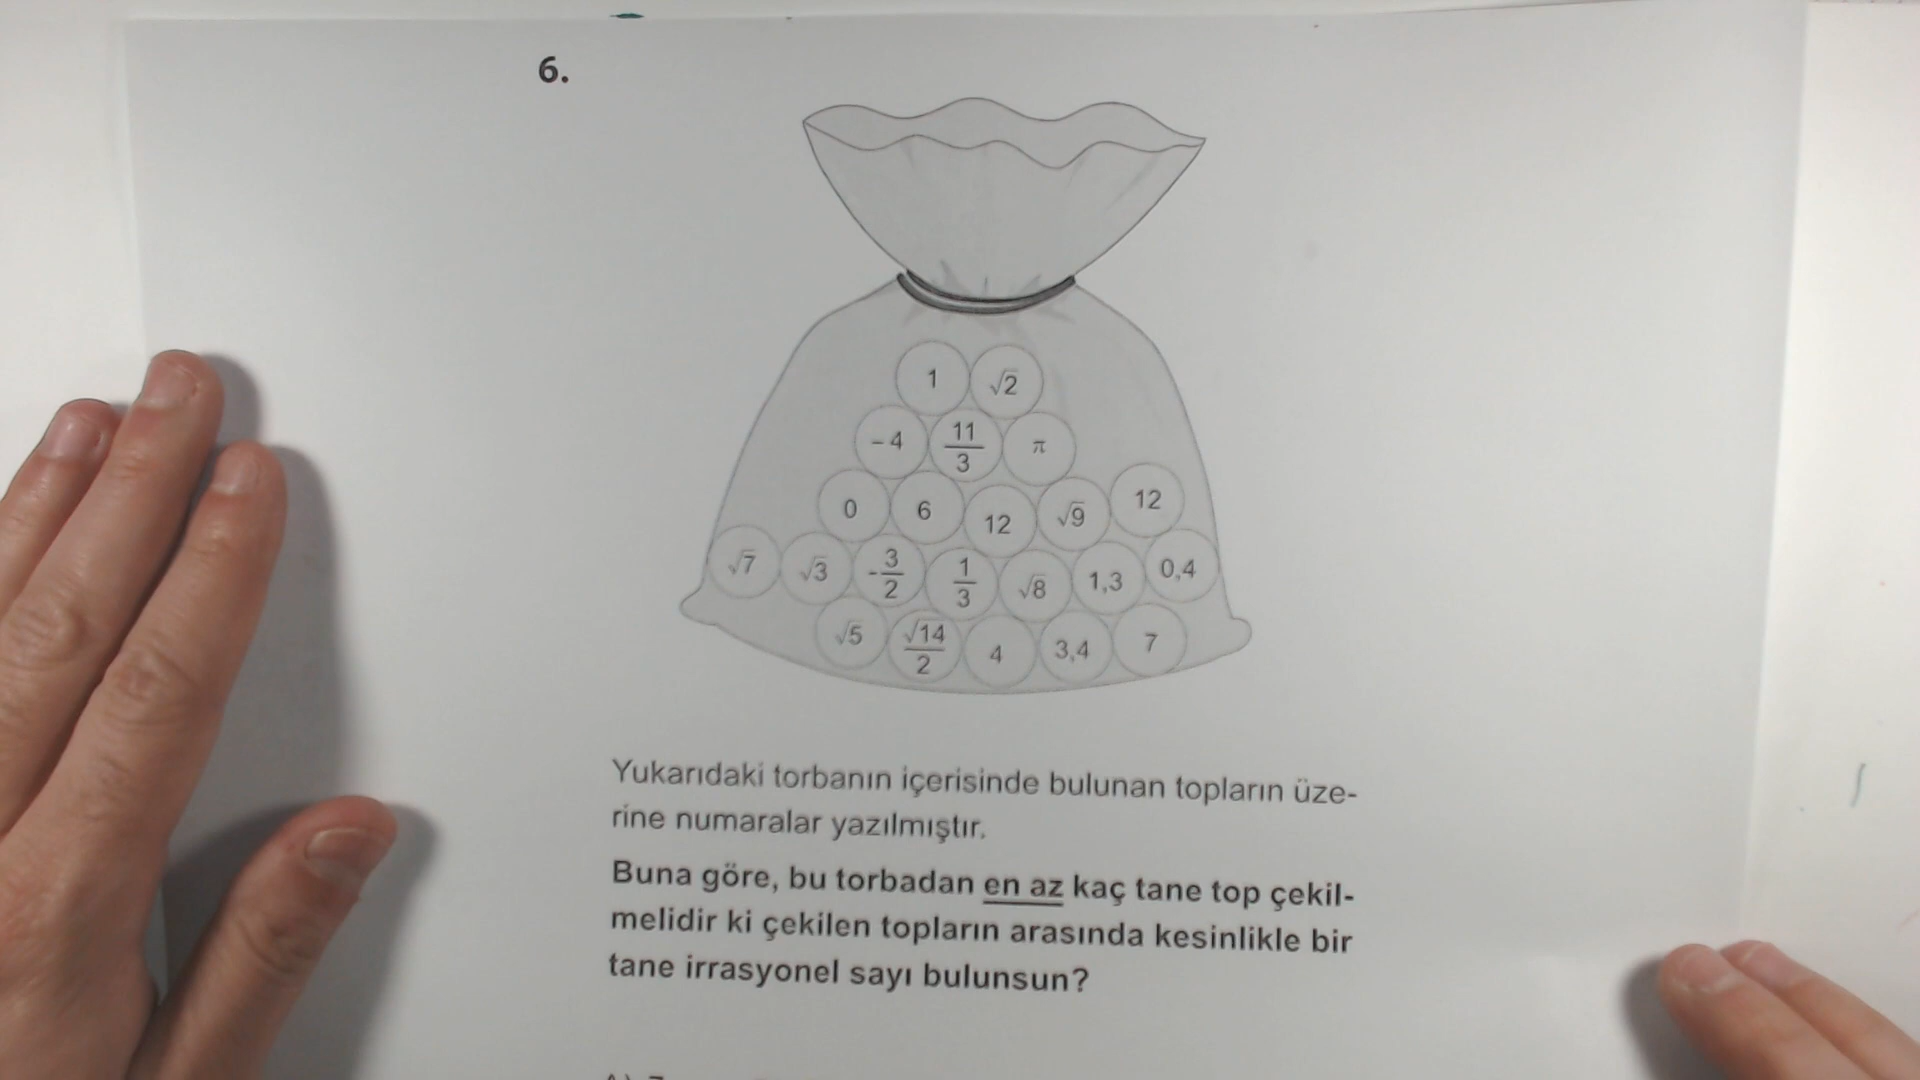 6.
1 √2
-4 11/3 π
0 6 12 √9 12
√7 √3 -3/2 1/3 √8 1,3 0,4
√5 √14/2 4 3,4 7
Yukarıdaki torbanın içerisinde bulunan topların üze-
rine numaralar yazılmıştır.
Buna göre, bu torbadan en az kaç tane top çekil-
melidir ki çekilen topların arasında kesinlikle bir
tane irrasyonel sayı bulunsun?